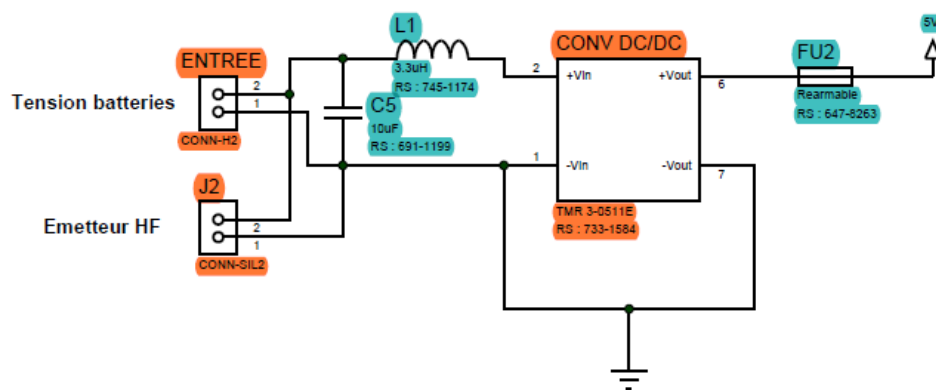 5V
L1
CONV DC/DC
FU2
ENTREE
3.3uH
RS : 745-1174
2
+Vin
+Vout
6
Rearmable
RS : 647-8263
Tension batteries
2
1
C5
10uF
RS : 691-1199
CONN-H2
1
-Vin
-Vout
7
J2
Emetteur HF
2
1
TMR 3-0511E
RS : 733-1584
CONN-SIL2